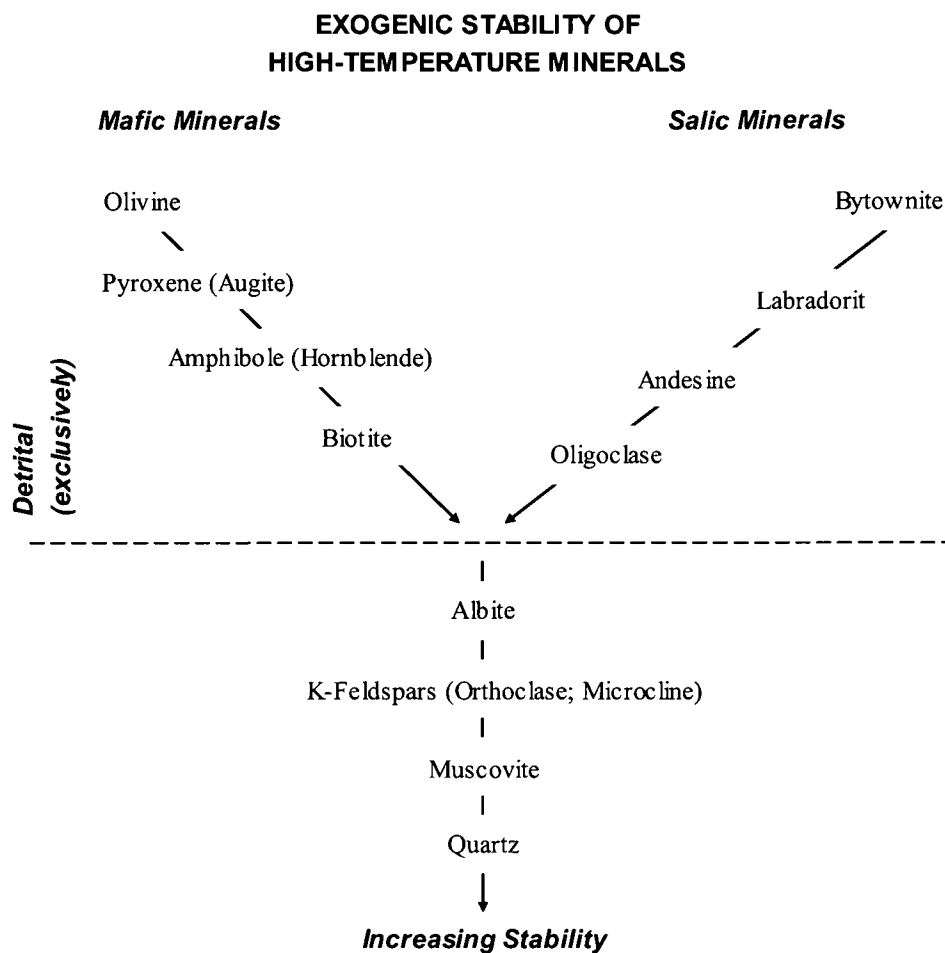 EXOGENIC STABILITY OF
HIGH-TEMPERATURE MINERALS
Mafic Minerals
Salic Minerals
Olivine
Bytownite
Pyroxene (Augite)
Labradorit
Amphibole (Hornblende)
Andesine
Biotite
Oligoclase
Detrital
(exclusively)
Albite
K-Feldspars (Orthoclase; Microcline)
Muscovite
Quartz
Increasing Stability